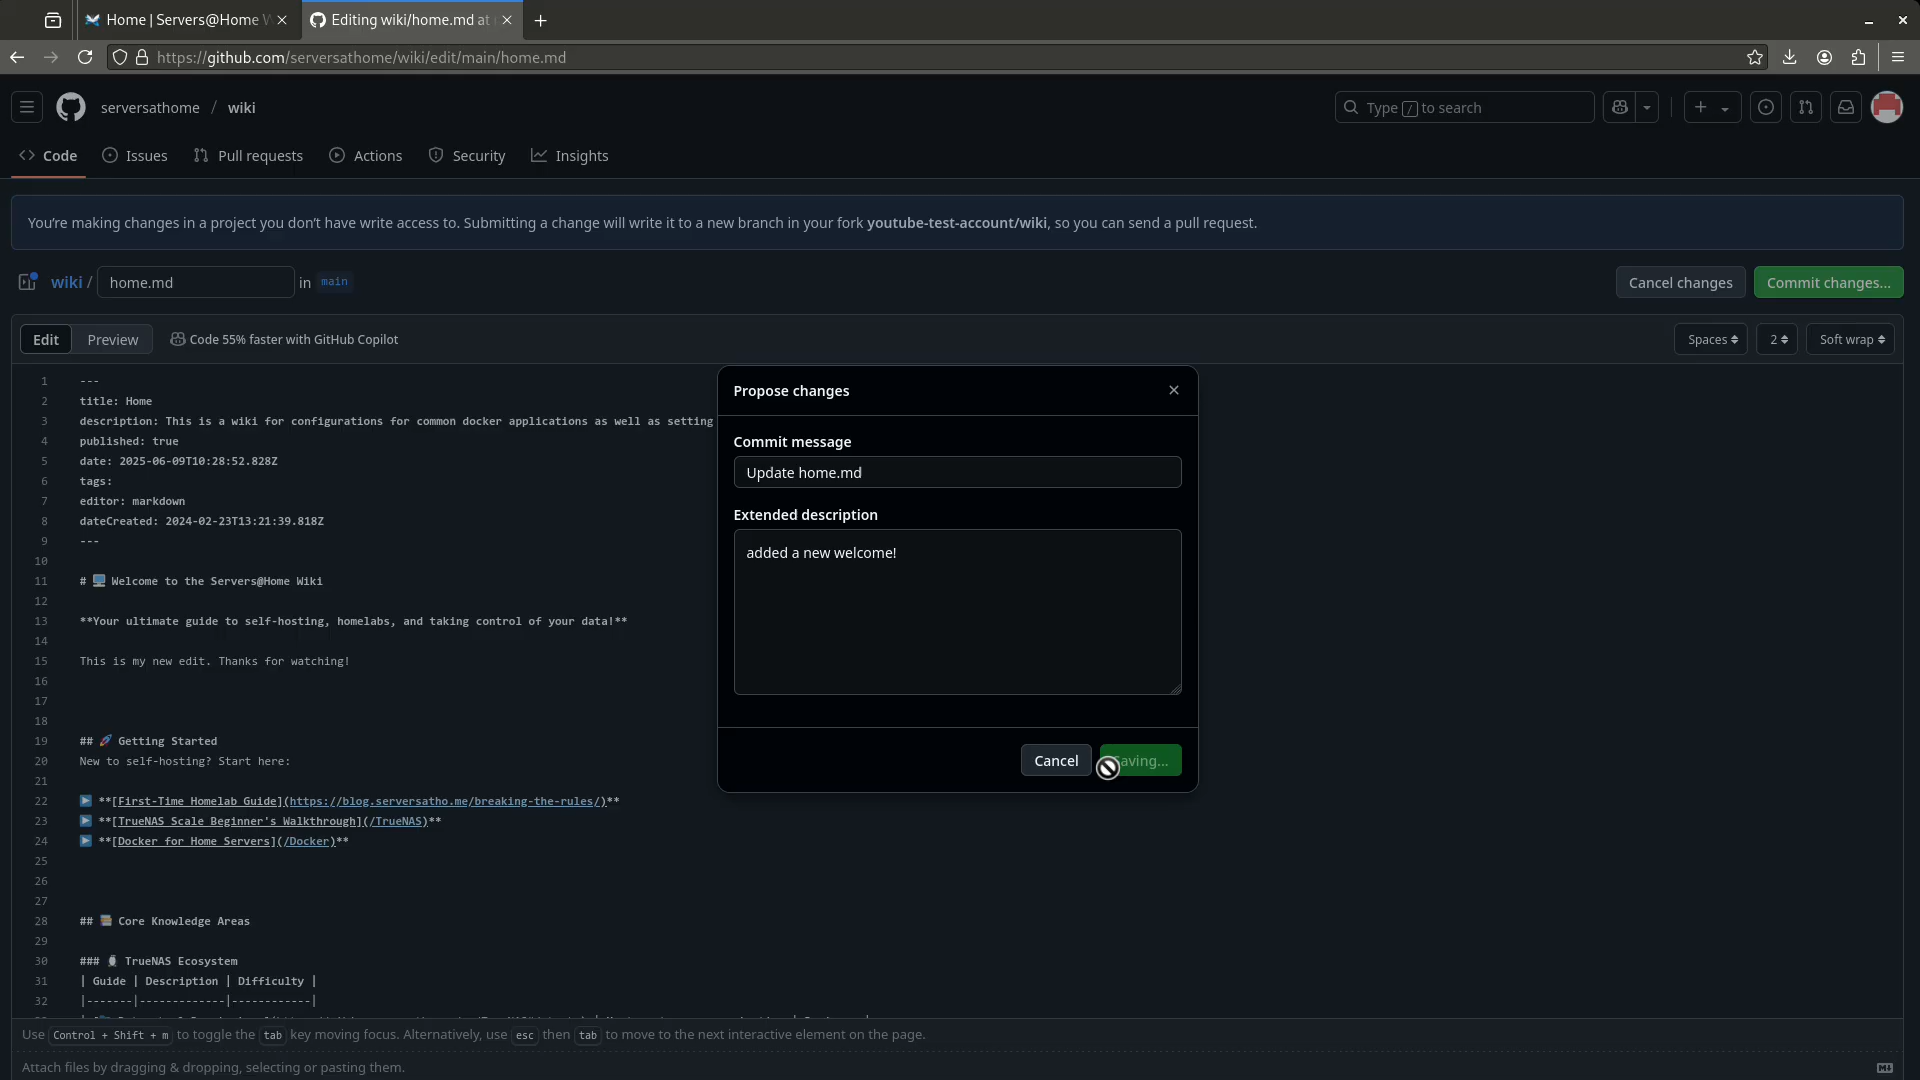 Home | Servers@Home W
Editing wiki/home.md at
https://github.com/serversathome/wiki/edit/main/home.md
serversathome / wiki
Type / to search
Code
Issues
Pull requests
Actions
Security
Insights
You're making changes in a project you don't have write access to. Submitting a change will write it to a new branch in your fork youtube-test-account/wiki, so you can send a pull request.
wiki / home.md in main
Cancel changes
Commit changes...
Edit
Preview
Code 55% faster with GitHub Copilot
Spaces
2
Soft wrap
1 ---
2 title: Home
3 description: This is a wiki for configurations for common docker applications as well as setting
4 published: true
5 date: 2025-06-09T10:28:52.828Z
6 tags:
7 editor: markdown
8 dateCreated: 2024-02-23T13:21:39.818Z
9 ---
10
11 # 🖥️ Welcome to the Servers@Home Wiki
12
13 **Your ultimate guide to self-hosting, homelabs, and taking control of your data!**
14
15 This is my new edit. Thanks for watching!
16
17
18
19 ## 🚀 Getting Started
20 New to self-hosting? Start here:
21
22 ▶️ **[First-Time Homelab Guide](https://blog.serversatho.me/breaking-the-rules/)**
23 ▶️ **[TrueNAS Scale Beginner's Walkthrough](/TrueNAS)**
24 ▶️ **[Docker for Home Servers](/Docker)**
25
26
27
28 ## 📚 Core Knowledge Areas
29
30 ### 🐧 TrueNAS Ecosystem
31 | Guide | Description | Difficulty |
32 |-------|-------------|------------|
Propose changes
Commit message
Update home.md
Extended description
added a new welcome!
Cancel
Use Control + Shift + m to toggle the tab key moving focus. Alternatively, use esc then tab to move to the next interactive element on the page.
Attach files by dragging & dropping, selecting or pasting them.